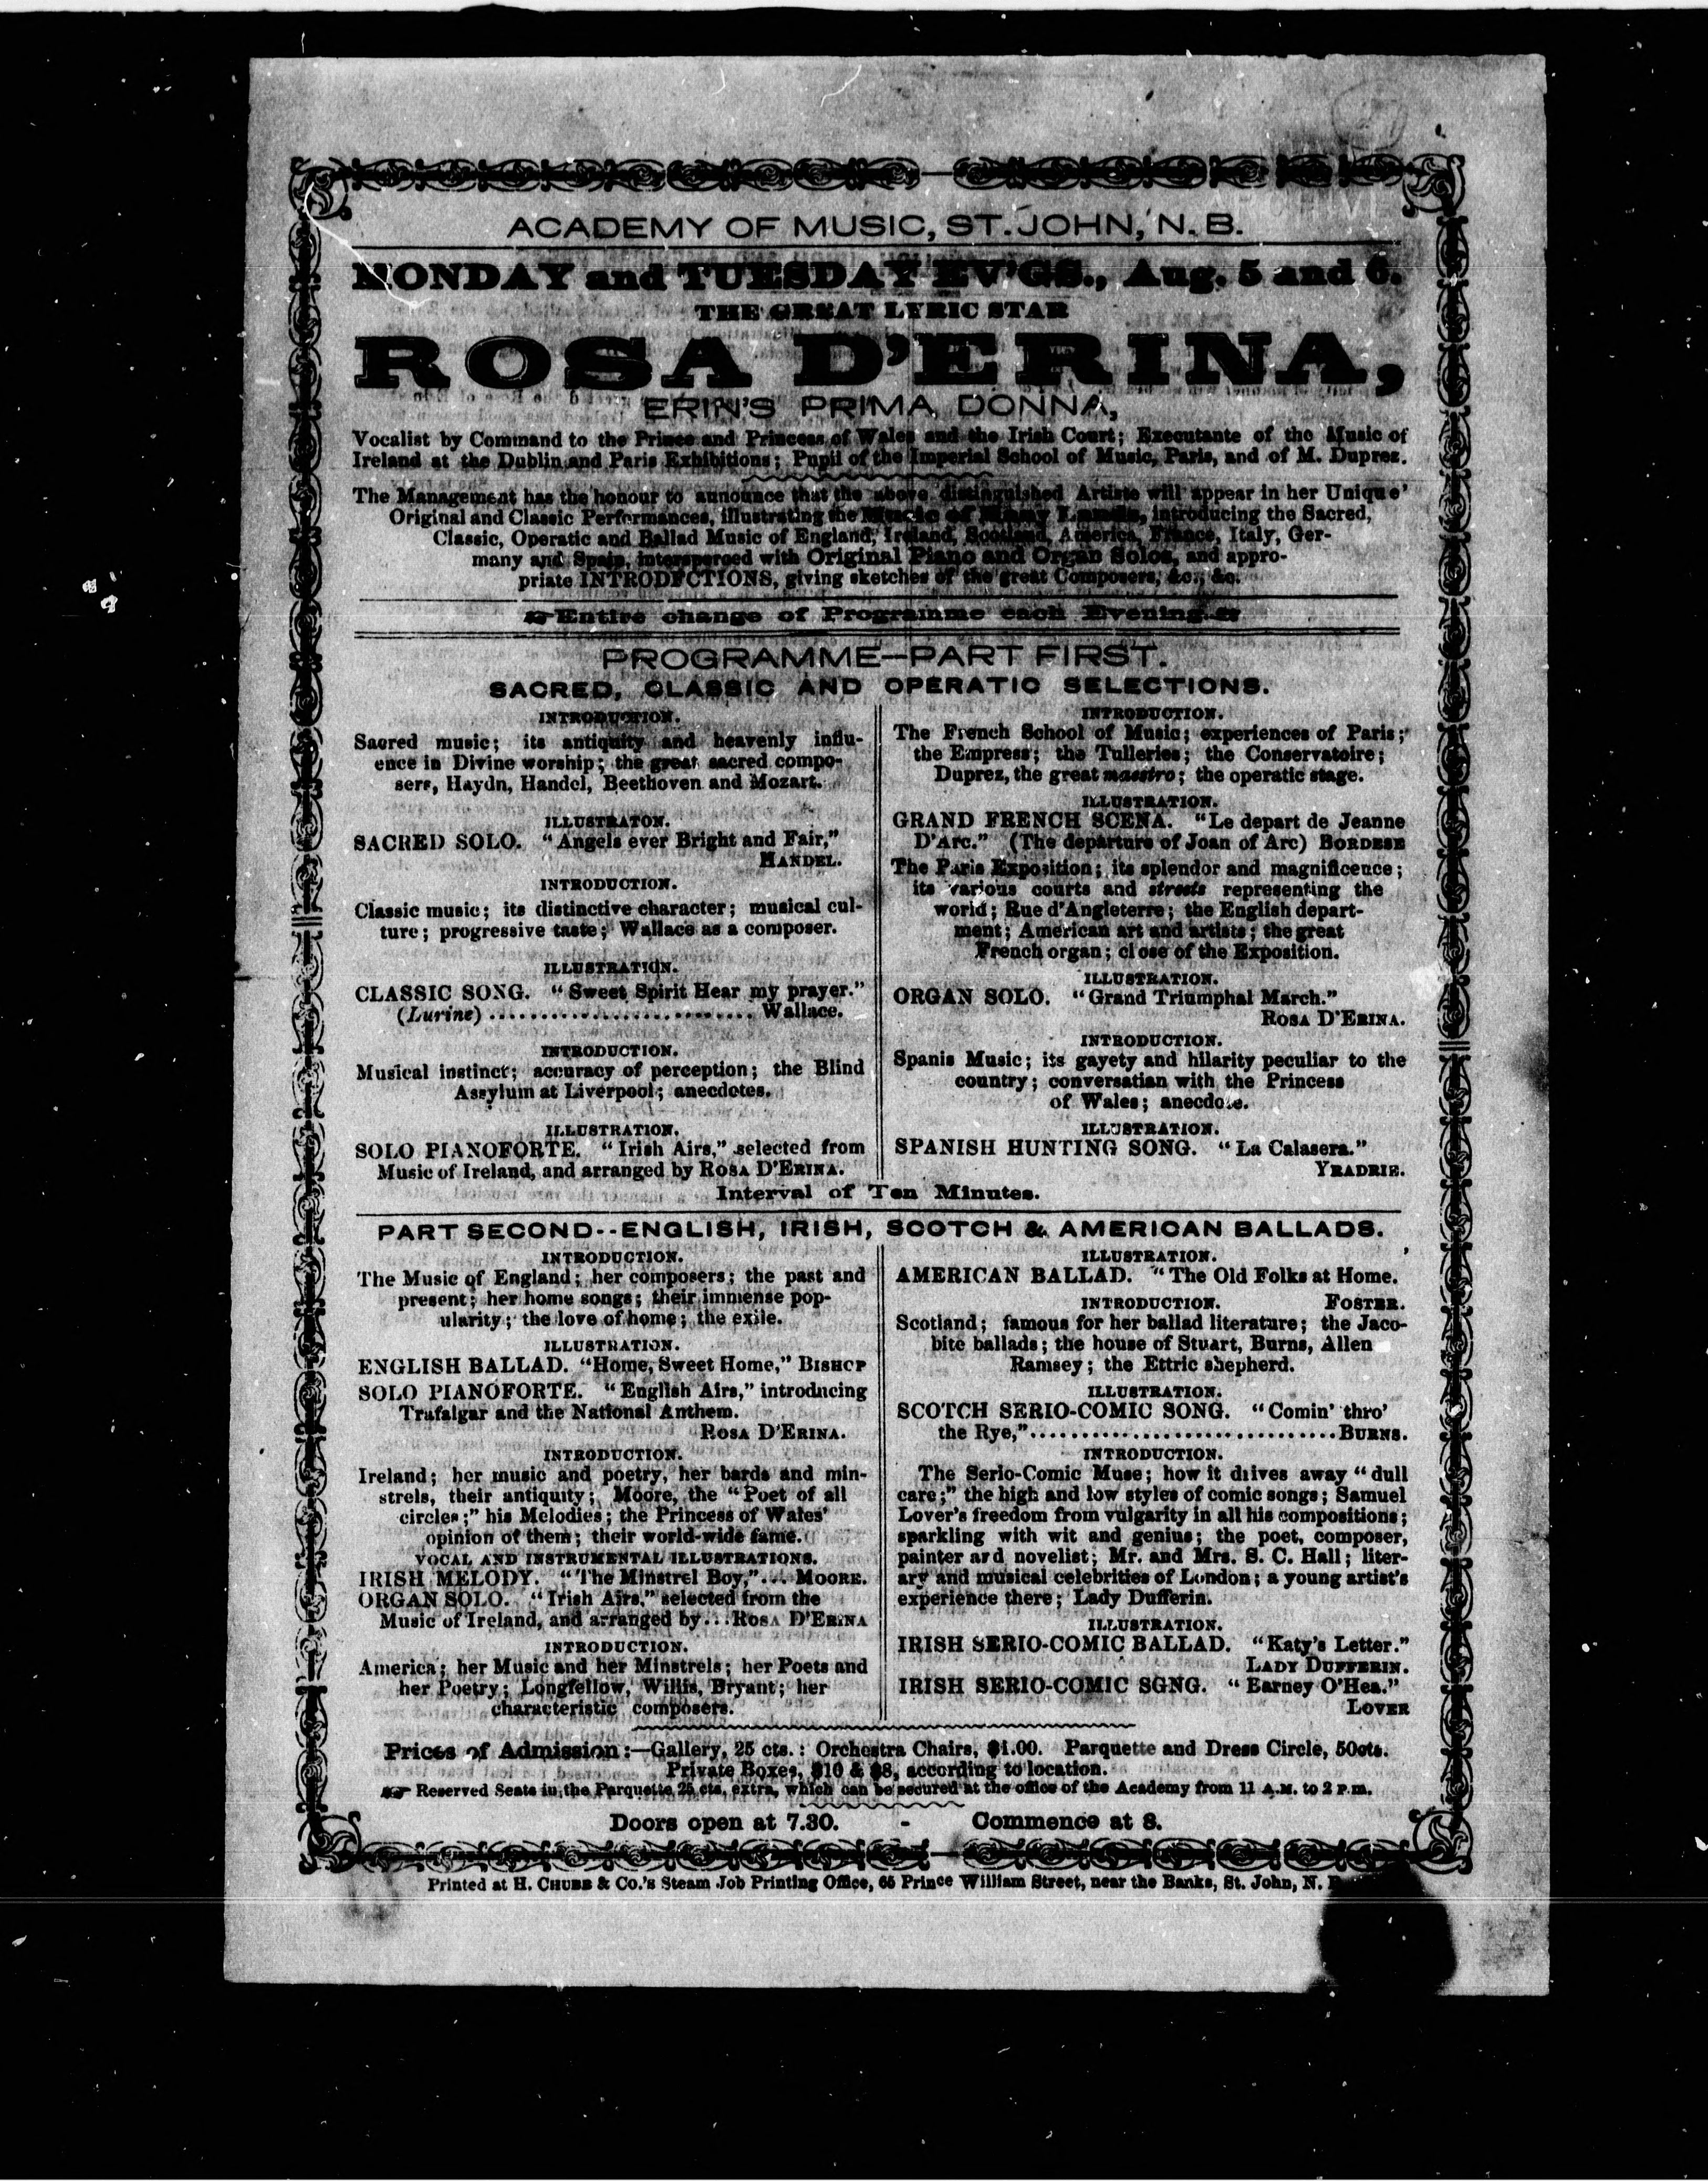 ACADEMY OF MUSIC, ST. JOHN, N. B.
MONDAY and TUESDAY EV'GS., Aug. 5 and 6.
THE GREAT LYRIC STAR
ROSA D'ERINA,
ERIN'S PRIMA DONNA,
Vocalist by Command to the Prince and Princess of Wales and the Irish Court; Executante of the Music of
Ireland at the Dublin and Paris Exhibitions; Pupil of the Imperial School of Music, Paris, and of M. Duprez.
The Management has the honour to announce that the above distinguished Artiste will appear in her Unique
Original and Classic Performances, illustrating the Music of Many Lands, introducing the Sacred,
Classic, Operatic and Ballad Music of England, Ireland, Scotland, America, France, Italy, Ger-
many and Spain, interspersed with Original Piano and Organ Solos, and appro-
priate INTRODFCTIONS, giving sketches of the great Composers, &c., &c.
Entire change of Programme each Evening.
PROGRAMME—PART FIRST.
SACRED, CLASSIC AND OPERATIC SELECTIONS.
INTRODUCTION.
Sacred music; its antiquity and heavenly influ-
ence in Divine worship; the great sacred compo-
sers, Haydn, Handel, Beethoven and Mozart.
ILLUSTRATON.
SACRED SOLO. "Angels ever Bright and Fair,"
HANDEL.
INTRODUCTION.
Classic music; its distinctive character; musical cul-
ture; progressive taste; Wallace as a composer.
ILLUSTRATION.
CLASSIC SONG. "Sweet Spirit Hear my prayer."
(Lurine) .......................... Wallace.
INTRODUCTION.
Musical instinct; accuracy of perception; the Blind
Assylum at Liverpool; anecdotes.
ILLUSTRATION.
SOLO PIANOFORTE. "Irish Airs," selected from
Music of Ireland, and arranged by ROSA D'ERINA.
INTRODUCTION.
The French School of Music; experiences of Paris;
the Empress; the Tulleries; the Conservatoire;
Duprez, the great maestro; the operatic stage.
ILLUSTRATION.
GRAND FRENCH SCENA. "Le depart de Jeanne
D'Arc." (The departure of Joan of Arc) BORDESE
The Paris Exposition; its splendor and magnificence;
its various courts and streets representing the
world; Rue d'Angleterre; the English depart-
ment; American art and artists; the great
French organ; close of the Exposition.
ILLUSTRATION.
ORGAN SOLO. "Grand Triumphal March."
ROSA D'ERINA.
INTRODUCTION.
Spanis Music; its gayety and hilarity peculiar to the
country; conversatian with the Princess
of Wales; anecdote.
ILLUSTRATION.
SPANISH HUNTING SONG. "La Calasera."
YRADRIE.
Interval of Ten Minutes.
PART SECOND--ENGLISH, IRISH, SCOTCH & AMERICAN BALLADS.
INTRODUCTION.
The Music of England; her composers; the past and
present; her home songs; their immense pop-
ularity; the love of home; the exile.
ILLUSTRATION.
ENGLISH BALLAD. "Home, Sweet Home," BISHOP
SOLO PIANOFORTE. "English Airs," introducing
Trafalgar and the National Anthem.
ROSA D'ERINA.
INTRODUCTION.
Ireland; her music and poetry, her bards and min-
strels, their antiquity; Moore, the "Poet of all
circles;" his Melodies; the Princess of Wales'
opinion of them; their world-wide fame.
VOCAL AND INSTRUMENTAL ILLUSTRATIONS.
IRISH MELODY. "The Minstrel Boy,"... MOORE.
ORGAN SOLO. "Irish Airs," selected from the
Music of Ireland, and arranged by...ROSA D'ERINA
INTRODUCTION.
America; her Music and her Minstrels; her Poets and
her Poetry; Longfellow, Willis, Bryant; her
characteristic composers.
ILLUSTRATION.
AMERICAN BALLAD. "The Old Folks at Home.
INTRODUCTION. FOSTER.
Scotland; famous for her ballad literature; the Jaco-
bite ballads; the house of Stuart, Burns, Allen
Ramsey; the Ettric shepherd.
ILLUSTRATION.
SCOTCH SERIO-COMIC SONG. "Comin' thro'
the Rye,"..............................BURNS.
INTRODUCTION.
The Serio-Comic Muse; how it drives away "dull
care;" the high and low styles of comic songs; Samuel
Lover's freedom from vulgarity in all his compositions;
sparkling with wit and genius; the poet, composer,
painter and novelist; Mr. and Mrs. S. C. Hall; liter-
ary and musical celebrities of London; a young artist's
experience there; Lady Dufferin.
ILLUSTRATION.
IRISH SERIO-COMIC BALLAD. "Katy's Letter."
LADY DUFFERIN.
IRISH SERIO-COMIC SGNG. "Barney O'Hea."
LOVER
Prices of Admission:—Gallery, 25 cts.: Orchestra Chairs, $1.00. Parquette and Dress Circle, 50cts.
Private Boxes, $10 & $8, according to location.
Reserved Seats in the Parquette 25 cts. extra, which can be secured at the office of the Academy from 11 A.M. to 2 P.M.
Doors open at 7.30. - Commence at 8.
Printed at H. CHUBB & Co.'s Steam Job Printing Office, 65 Prince William Street, near the Banks, St. John, N.